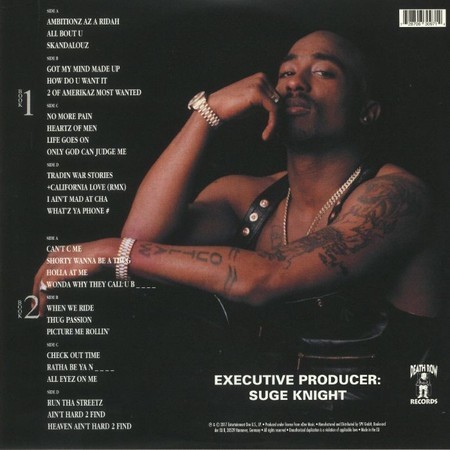 SIDE A
AMBITIONZ AZ A RIDAH
ALL BOUT U
SKANDALOUZ
SIDE B
GOT MY MIND MADE UP
HOW DO U WANT IT
2 OF AMERIKAZ MOST WANTED
BOOK 1
SIDE C
NO MORE PAIN
HEARTZ OF MEN
LIFE GOES ON
ONLY GOD CAN JUDGE ME
SIDE D
TRADIN WAR STORIES
+CALIFORNIA LOVE (RMX)
I AIN'T MAD AT CHA
WHAT'Z YA PHONE #
SIDE A
CAN'T C ME
SHORTY WANNA BE A THUG
HOLLA AT ME
WONDA WHY THEY CALL U B _ _ _ _
BOOK 2
SIDE B
WHEN WE RIDE
THUG PASSION
PICTURE ME ROLLIN'
SIDE C
CHECK OUT TIME
RATHA BE YA N _ _ _ _
ALL EYEZ ON ME
SIDE D
RUN THA STREETZ
AIN'T HARD 2 FIND
HEAVEN AIN'T HARD 2 FIND
EXECUTIVE PRODUCER:
SUGE KNIGHT
DEATH ROW
RECORDS